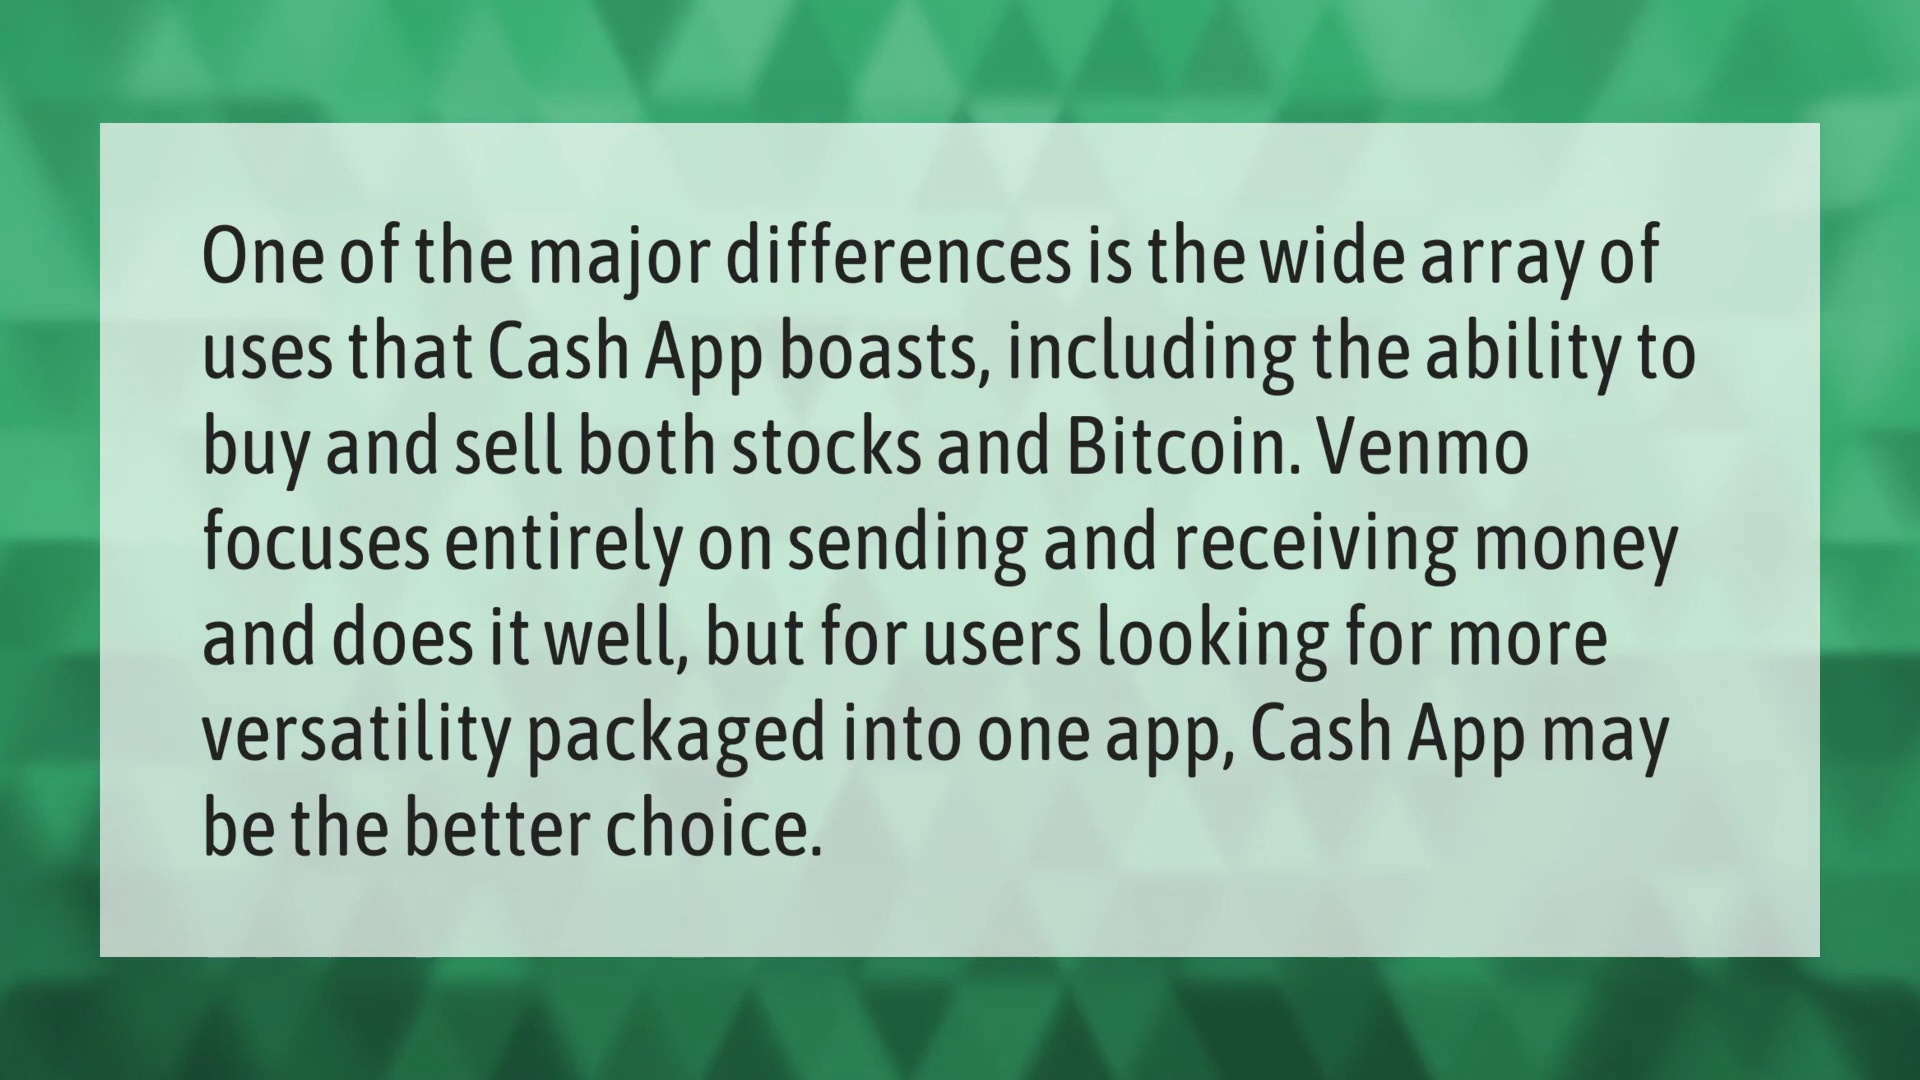 One of the major differences is the wide array of
uses that Cash App boasts, including the ability to
buy and sell both stocks and Bitcoin. Venmo
focuses entirely on sending and receiving money
and does it well, but for users looking for more
versatility packaged into one app, Cash App may
be the better choice.